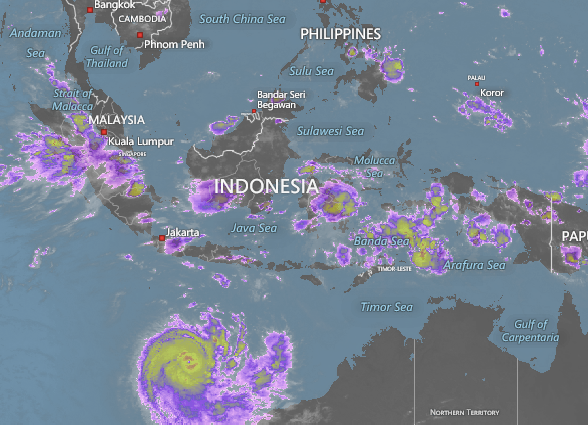 Bangkok
South China Sea
CAMBODIA
Andaman
Sea
PHILIPPINES
Phnom Penh
Gulf of
Thailand
Sulu Sea
PALAU
Koror
Strait of
Malacca
Bandar Seri
Begawan
MALAYSIA
Sulawesi Sea
Kuala Lumpur
SINGAPORE
Molucca
Sea
INDONESIA
Jakarta
Java Sea
Banda Sea
PAP
TIMOR-LESTE
Arafura Sea
Timor Sea
Gulf of
Carpentaria
NORTHERN TERRITORY